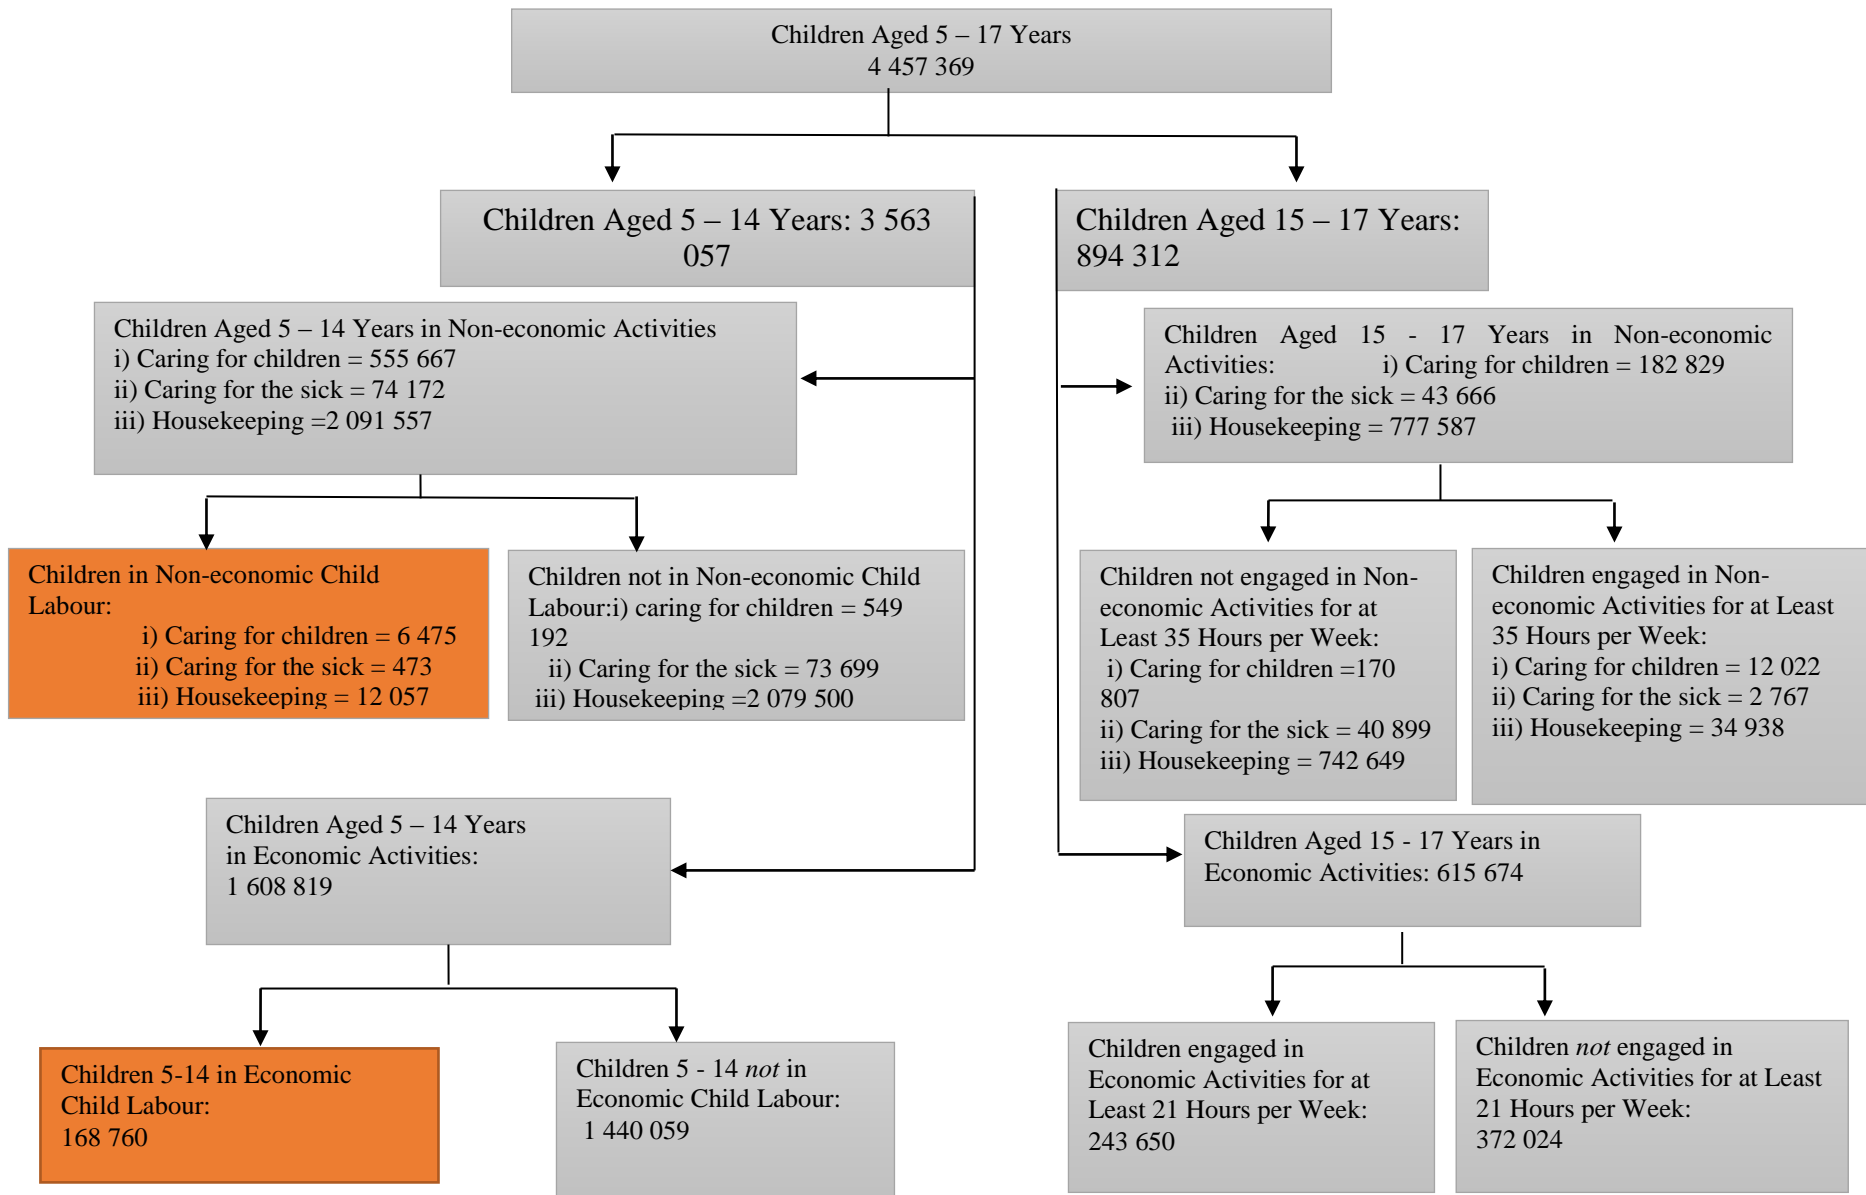 Children Aged 5 – 17 Years
4 457 369
Children Aged 5 – 14 Years: 3 563
057
Children Aged 15 – 17 Years:
894 312
Children Aged 5 – 14 Years in Non-economic Activities
i) Caring for children = 555 667
ii) Caring for the sick = 74 172
iii) Housekeeping =2 091 557
Children Aged 15 - 17 Years in Non-economic
Activities: i) Caring for children = 182 829
ii) Caring for the sick = 43 666
iii) Housekeeping = 777 587
Children in Non-economic Child
Labour:
i) Caring for children = 6 475
ii) Caring for the sick = 473
iii) Housekeeping = 12 057
Children not in Non-economic Child
Labour:i) caring for children = 549
192
ii) Caring for the sick = 73 699
iii) Housekeeping =2 079 500
Children not engaged in Non-
economic Activities for at
Least 35 Hours per Week:
i) Caring for children =170
807
ii) Caring for the sick = 40 899
iii) Housekeeping = 742 649
Children engaged in Non-
economic Activities for at Least
35 Hours per Week:
i) Caring for children = 12 022
ii) Caring for the sick = 2 767
iii) Housekeeping = 34 938
Children Aged 5 – 14 Years
in Economic Activities:
1 608 819
Children Aged 15 - 17 Years in
Economic Activities: 615 674
Children 5-14 in Economic
Child Labour:
168 760
Children 5 - 14 not in
Economic Child Labour:
1 440 059
Children engaged in
Economic Activities for at
Least 21 Hours per Week:
243 650
Children not engaged in
Economic Activities for at Least
21 Hours per Week:
372 024